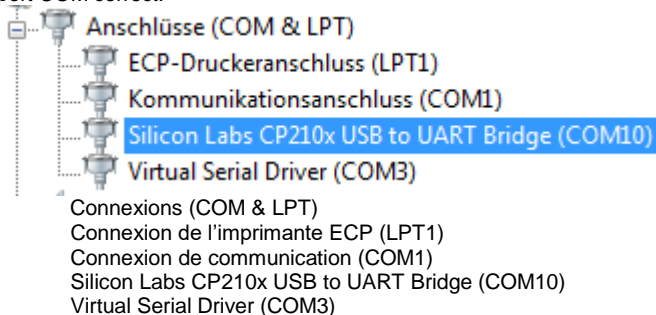 Anschlüsse (COM & LPT)
ECP-Druckeranschluss (LPT1)
Kommunikationsanschluss (COM1)
Silicon Labs CP210x USB to UART Bridge (COM10)
Virtual Serial Driver (COM3)
Connexions (COM & LPT)
Connexion de l'imprimante ECP (LPT1)
Connexion de communication (COM1)
Silicon Labs CP210x USB to UART Bridge (COM10)
Virtual Serial Driver (COM3)